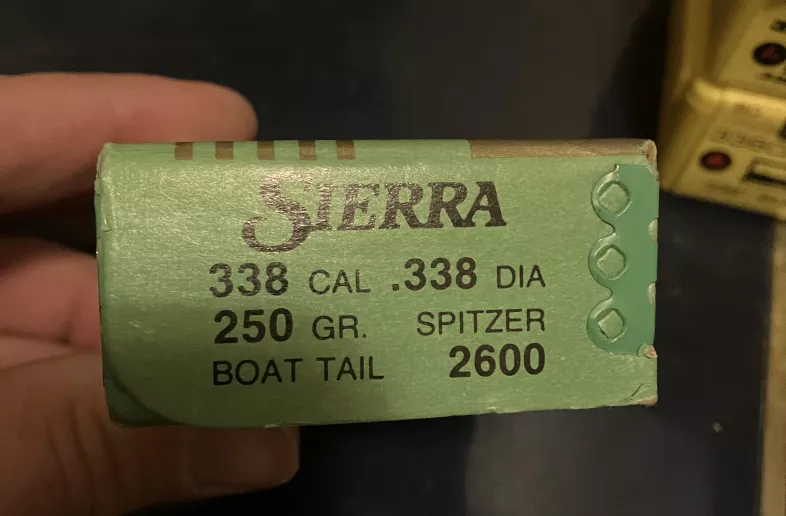 SIERRA
338 CAL .338 DIA
250 GR. SPITZER
BOAT TAIL 2600